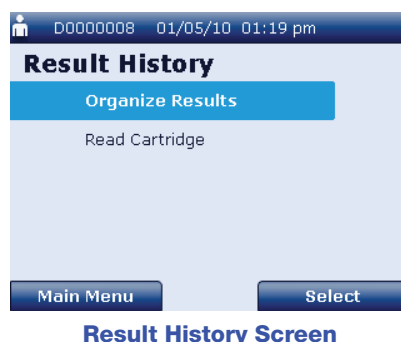 D0000008 01/05/10 01:19 pm
Result History
Organize Results
Read Cartridge
Main Menu Select
Result History Screen